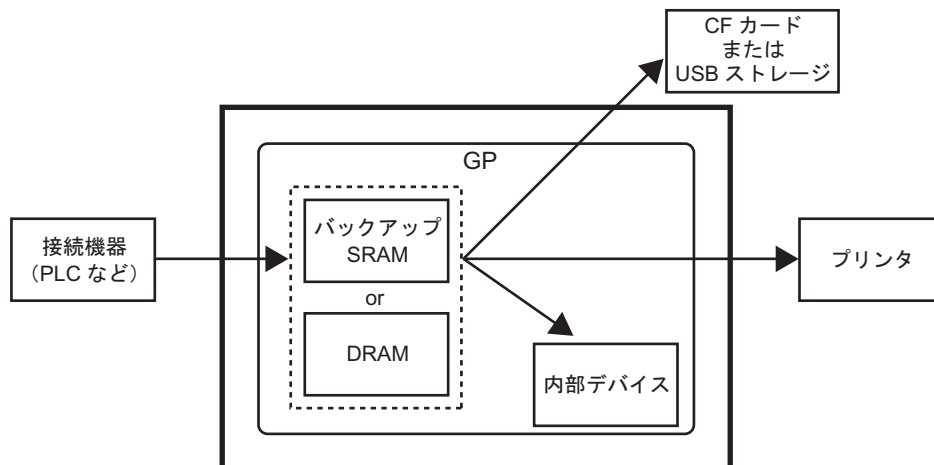 CF カード
または
USB ストレージ
GP
バックアップ
SRAM
or
DRAM
接続機器
（PLC など）
プリンタ
内部デバイス